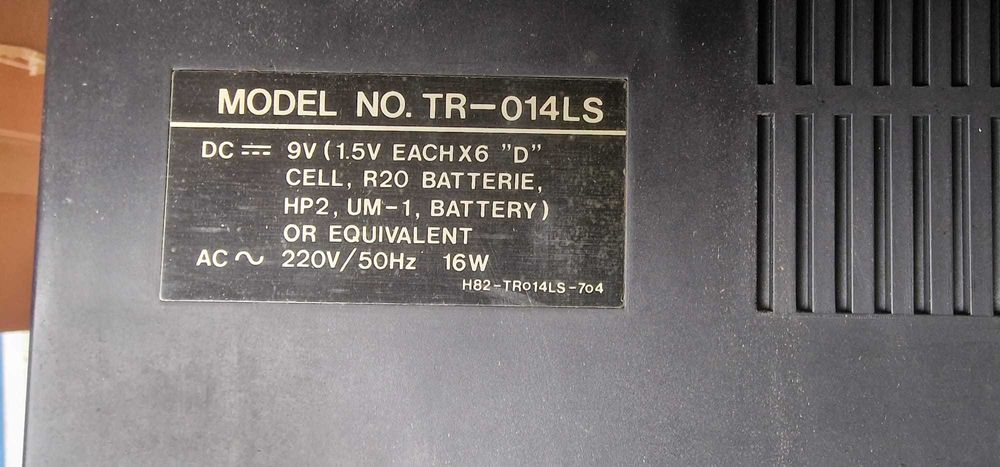 MODEL NO. TR-014LS
DC ⎓ 9V (1.5V EACH X6 "D"
CELL, R20 BATTERIE,
HP2, UM-1, BATTERY)
OR EQUIVALENT
AC ∿ 220V/50Hz 16W
H82-TR014LS-704